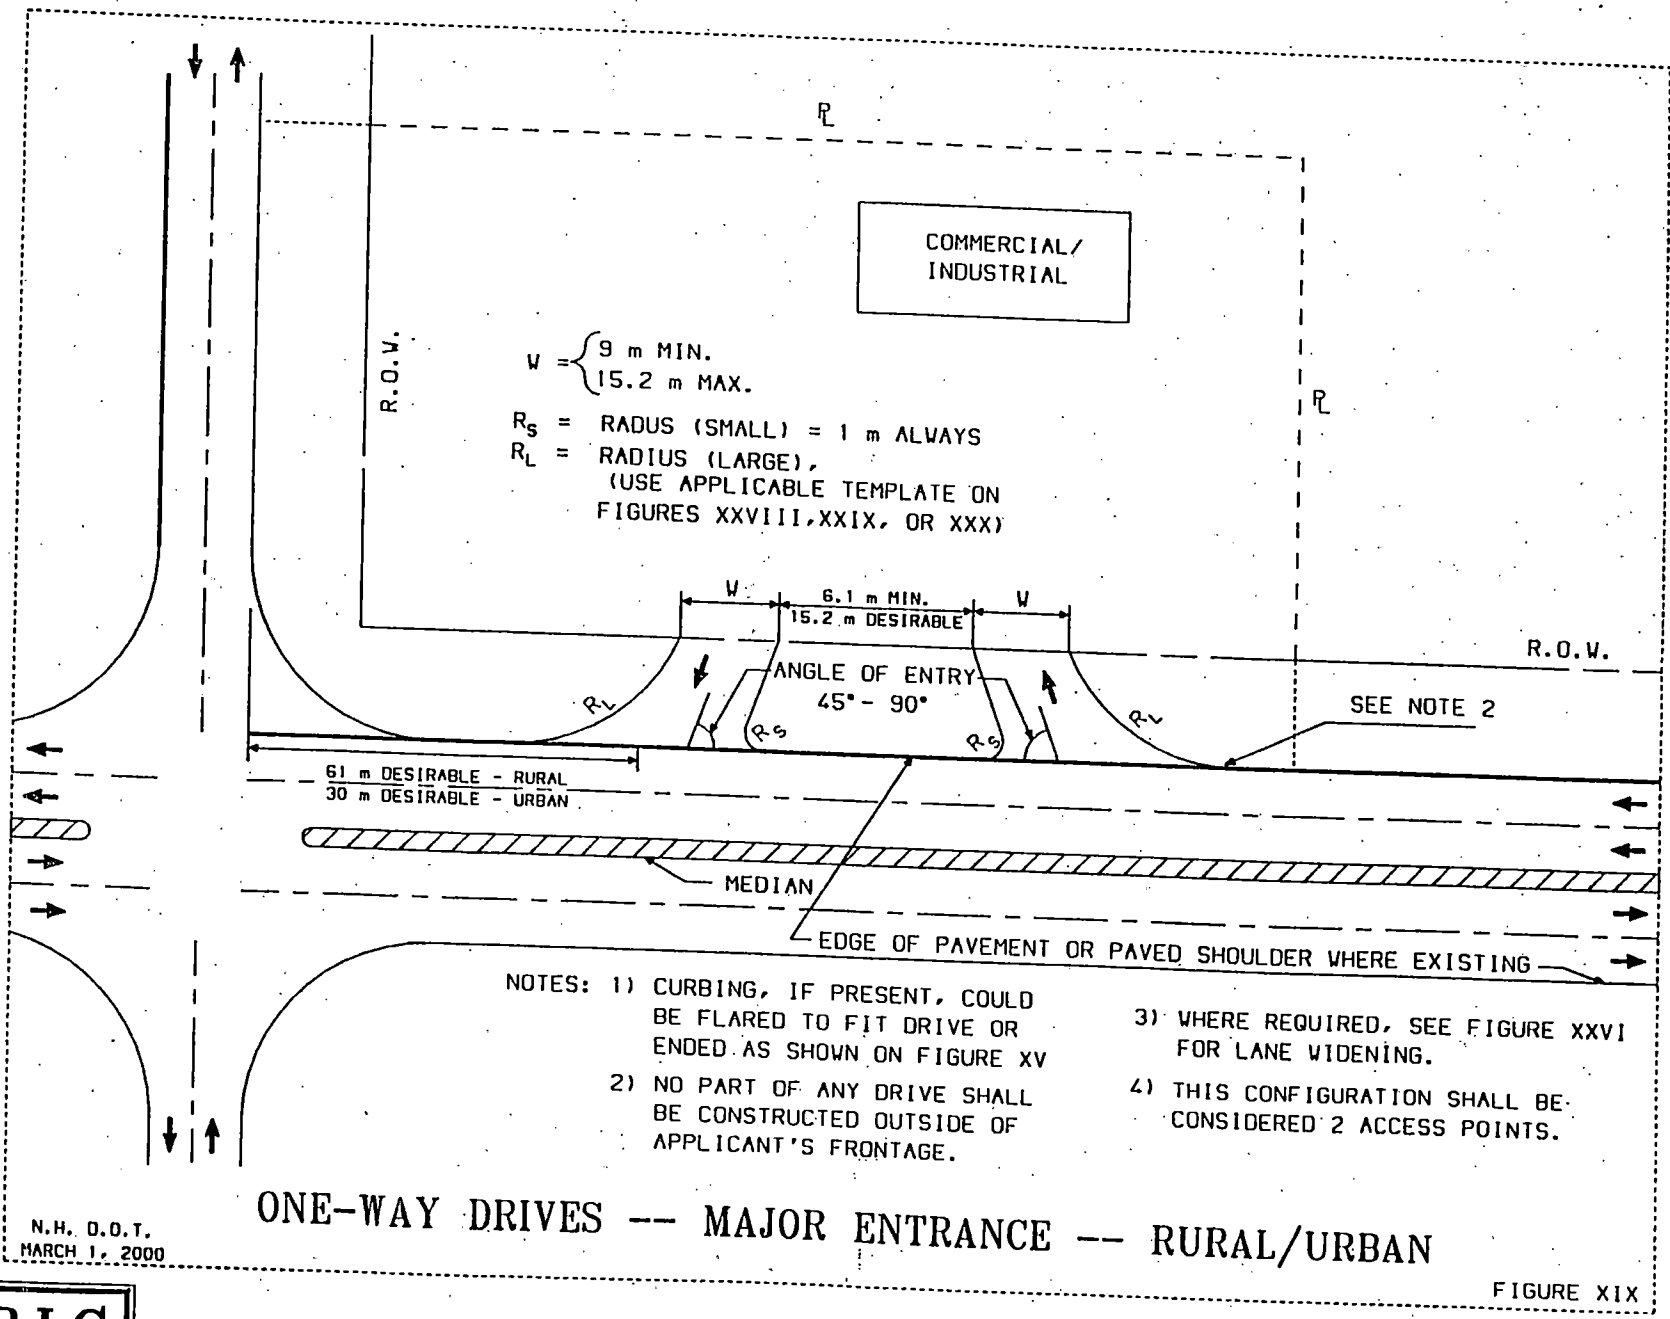 ℄
COMMERCIAL/
INDUSTRIAL
R.O.W.
W = { 9 m MIN.
15.2 m MAX.
℄
RS = RADUS (SMALL) = 1 m ALWAYS
RL = RADIUS (LARGE),
(USE APPLICABLE TEMPLATE ON
FIGURES XXVIII,XXIX, OR XXX)
W
6.1 m MIN.
15.2 m DESIRABLE
W
R.O.W.
ANGLE OF ENTRY
45°- 90°
RL
RS
RS
RL
SEE NOTE 2
61 m DESIRABLE - RURAL
30 m DESIRABLE - URBAN
MEDIAN
EDGE OF PAVEMENT OR PAVED SHOULDER WHERE EXISTING
NOTES: 1) CURBING, IF PRESENT, COULD
BE FLARED TO FIT DRIVE OR
ENDED AS SHOWN ON FIGURE XV
2) NO PART OF ANY DRIVE SHALL
BE CONSTRUCTED OUTSIDE OF
APPLICANT'S FRONTAGE.
3) WHERE REQUIRED, SEE FIGURE XXVI
FOR LANE WIDENING.
4) THIS CONFIGURATION SHALL BE
CONSIDERED 2 ACCESS POINTS.
ONE-WAY DRIVES -- MAJOR ENTRANCE -- RURAL/URBAN
N.H. D.O.T.
MARCH 1, 2000
FIGURE XIX